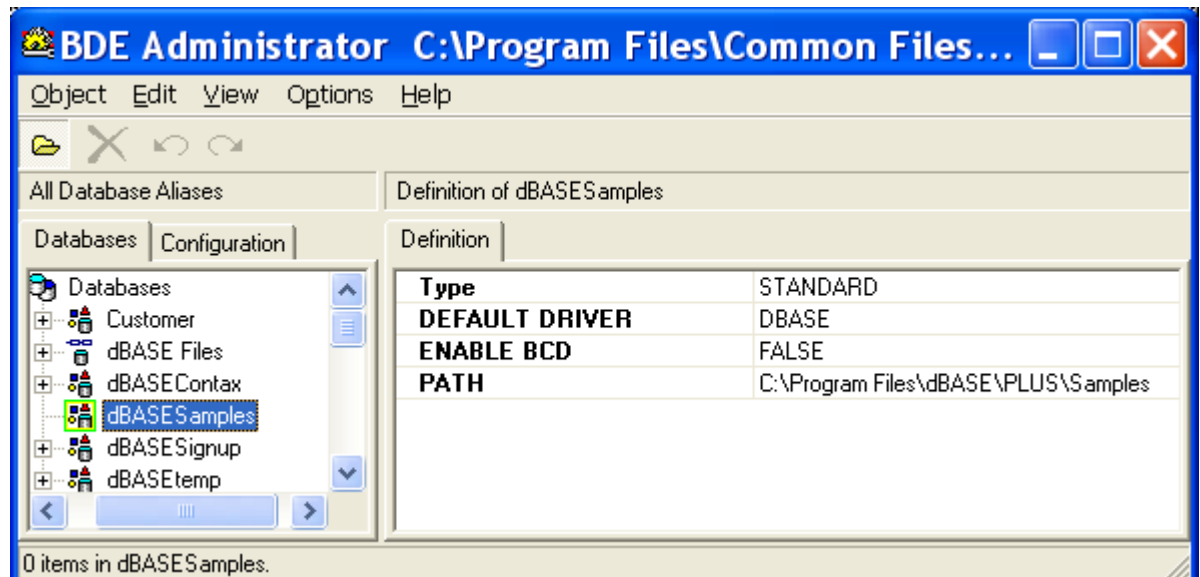 BDE Administrator C:\Program Files\Common Files...
Object Edit View Options Help
All Database Aliases
Definition of dBASESamples
Databases Configuration
Definition
Databases
Customer
dBASE Files
dBASEContax
dBASESamples
dBASESignup
dBASEtemp
Type STANDARD
DEFAULT DRIVER DBASE
ENABLE BCD FALSE
PATH C:\Program Files\dBASE\PLUS\Samples
0 items in dBASESamples.